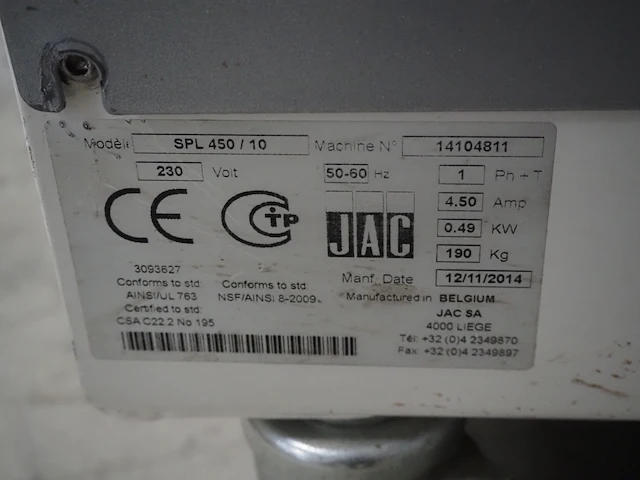 Modèle SPL 450 / 10 Machine N° 14104811
230 Volt 50-60 Hz 1 Ph + T
4.50 Amp
CE CTP JAC 0.49 KW
190 Kg
3093627 Manf. Date 12/11/2014
Conforms to std Conforms to std Manufactured in BELGIUM
AINSI/UL 763 NSF/AINSI 8-2009 JAC SA
Certified to std 4000 LIEGE
CSA C22.2 No 195 Tél: +32 (0)4 2349870
Fax: +32 (0)4 2349897